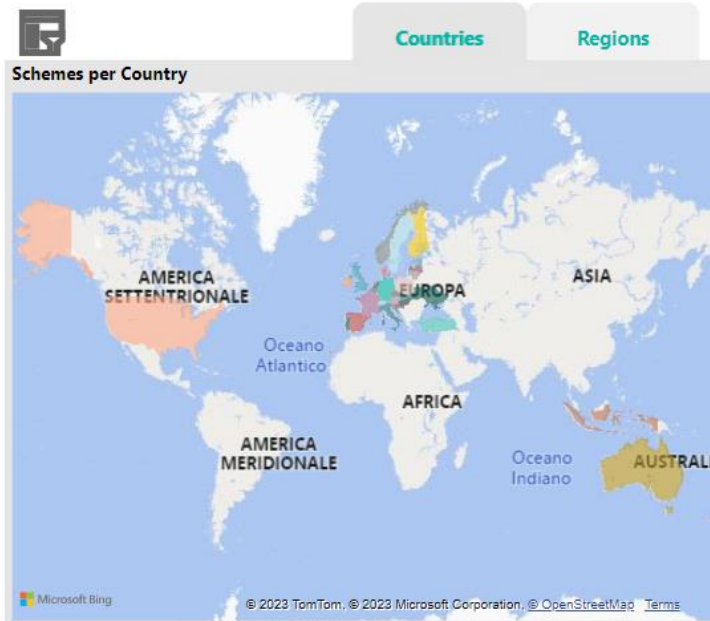 Countries
Regions
Schemes per Country
AMERICA
SETTENTRIONALE
EUROPA
ASIA
Oceano
Atlantico
AFRICA
AMERICA
MERIDIONALE
Oceano
Indiano
AUSTRALI
Microsoft Bing
© 2023 TomTom, © 2023 Microsoft Corporation, © OpenStreetMap Terms